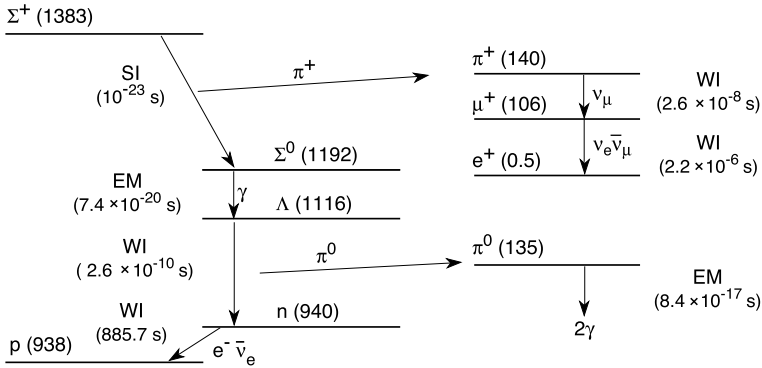 Σ⁺ (1383)
SI
(10⁻²³ s)
π⁺
π⁺ (140)
WI
(2.6 ×10⁻⁸ s)
ν_μ
μ⁺ (106)
ν_e ν̅_μ
WI
(2.2 ×10⁻⁶ s)
e⁺ (0.5)
Σ⁰ (1192)
EM
(7.4 ×10⁻²⁰ s)
γ
Λ (1116)
WI
( 2.6 ×10⁻¹⁰ s)
π⁰
π⁰ (135)
EM
(8.4 ×10⁻¹⁷ s)
2γ
WI
(885.7 s)
n (940)
p (938)
e⁻ ν̅_e